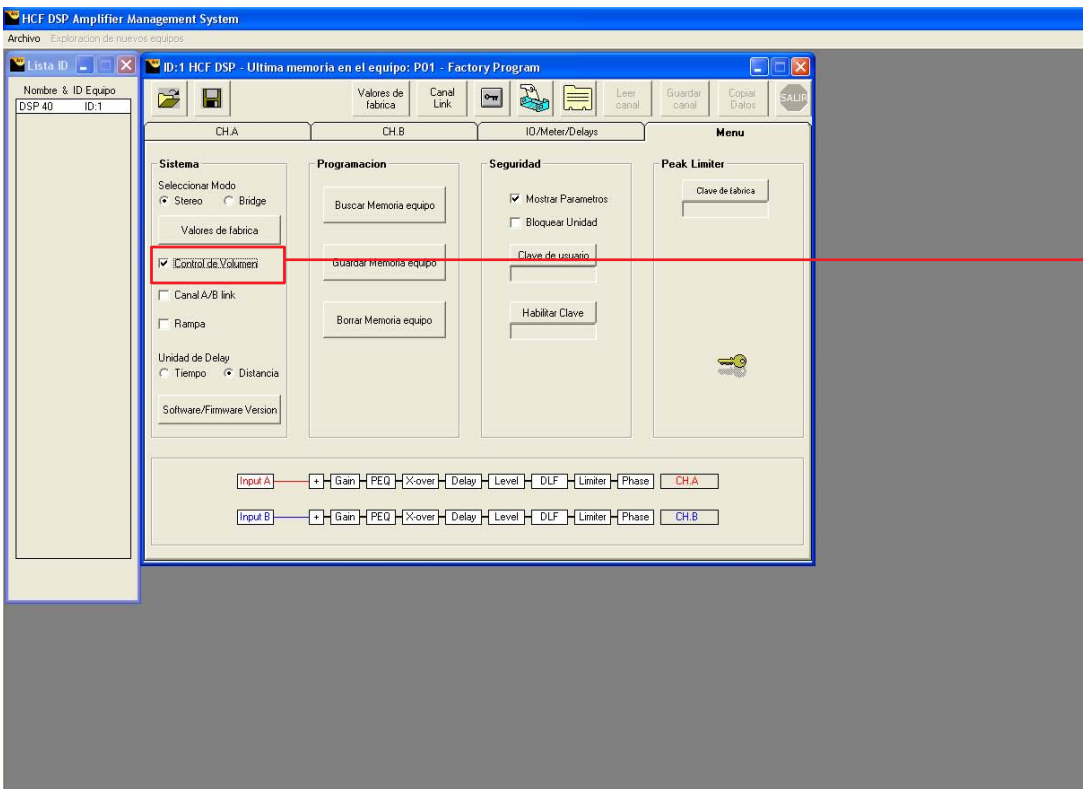 HCF DSP Amplifier Management System
Archivo Exploracion de nuevos equipos
Lista ID
Nombre & ID Equipo
DSP 40 ID:1
ID:1 HCF DSP - Ultima memoria en el equipo: P01 - Factory Program
Valores de fabrica
Canal Link
Leer canal
Guardar canal
Copiar Datos
SALIR
CH.A
CH.B
IO/Meter/Delays
Menu
Sistema
Seleccionar Modo
Stereo Bridge
Valores de fabrica
Control de Volumen
Canal A/B link
Rampa
Unidad de Delay
Tiempo Distancia
Software/Firmware Version
Programacion
Buscar Memoria equipo
Guardar Memoria equipo
Borrar Memoria equipo
Seguridad
Mostrar Parametros
Bloquear Unidad
Clave de usuario
Habilitar Clave
Peak Limiter
Clave de fabrica
Input A + Gain PEQ X-over Delay Level DLF Limiter Phase CH.A
Input B + Gain PEQ X-over Delay Level DLF Limiter Phase CH.B